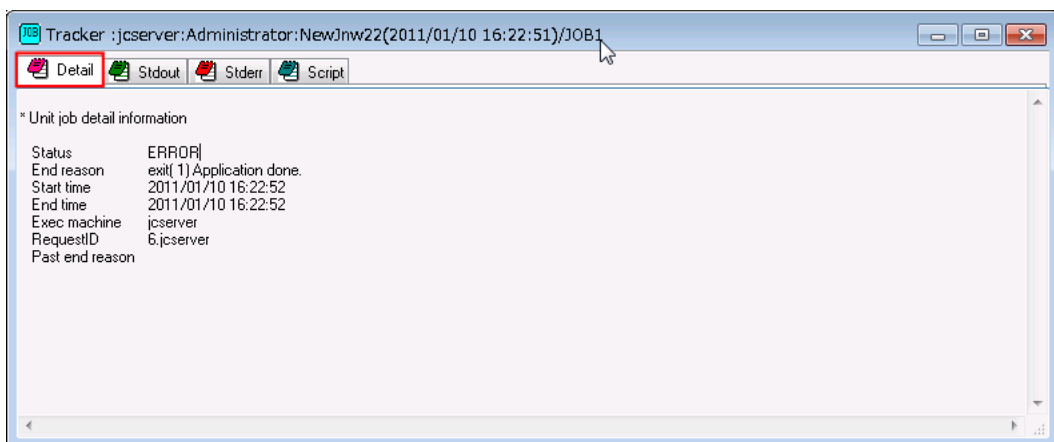 JOB Tracker :jcserver:Administrator:NewJnw22(2011/01/10 16:22:51)/JOB1
Detail Stdout Stderr Script
* Unit job detail information
Status ERROR
End reason exit( 1) Application done.
Start time 2011/01/10 16:22:52
End time 2011/01/10 16:22:52
Exec machine jcserver
RequestID 6.jcserver
Past end reason